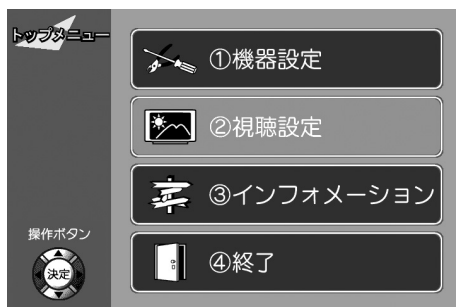 トップメニュー
①機器設定
②視聴設定
③インフォメーション
④終了
操作ボタン
決定